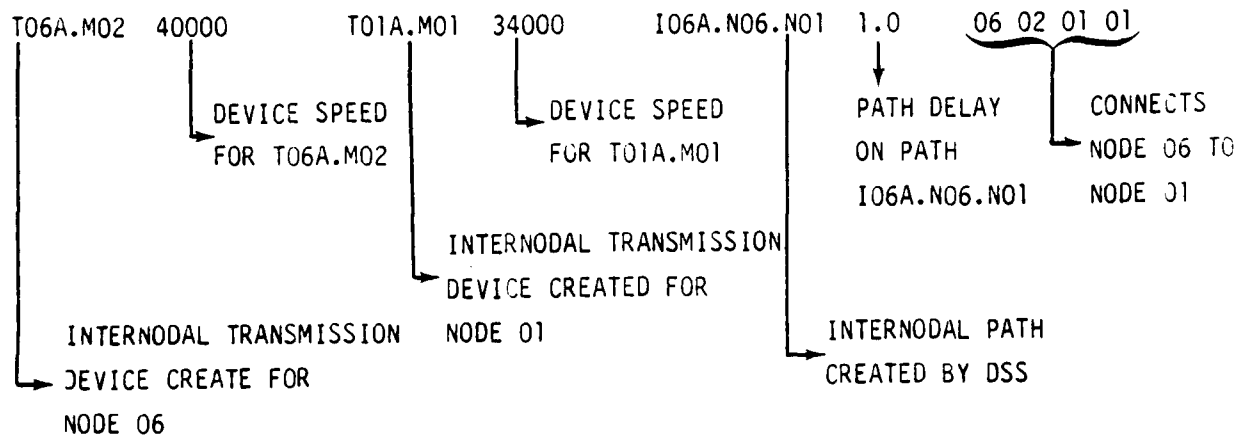 T06A.M02 40000 T01A.M01 34000 I06A.N06.N01 1.0 06 02 01 01
DEVICE SPEED
FOR T06A.M02
DEVICE SPEED
FOR T01A.M01
PATH DELAY
ON PATH
I06A.N06.N01
CONNECTS
NODE 06 TO
NODE 01
INTERNODAL TRANSMISSION
DEVICE CREATED FOR
NODE 01
INTERNODAL TRANSMISSION
DEVICE CREATE FOR
NODE 06
INTERNODAL PATH
CREATED BY DSS